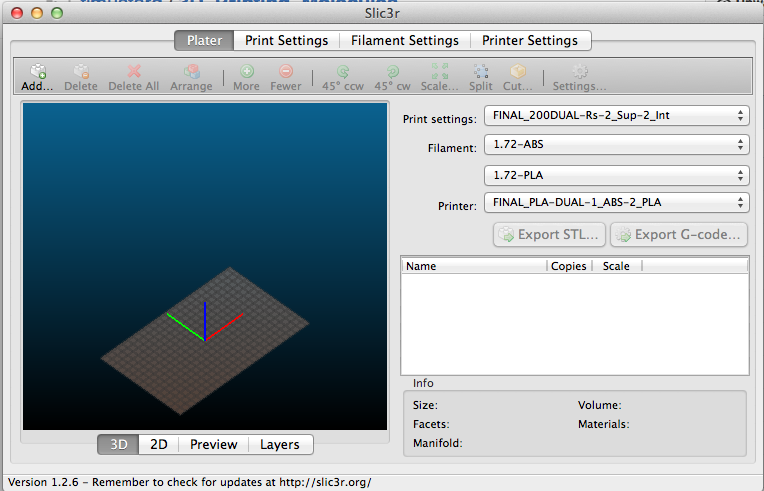 Slic3r
Plater Print Settings Filament Settings Printer Settings
Add... Delete Delete All Arrange More Fewer 45° ccw 45° cw Scale... Split Cut... Settings...
Print settings: FINAL_200DUAL-Rs-2_Sup-2_Int
Filament: 1.72-ABS
1.72-PLA
Printer: FINAL_PLA-DUAL-1_ABS-2_PLA
Export STL... Export G-code...
Name Copies Scale
Info
Size: Volume:
Facets: Materials:
Manifold:
3D 2D Preview Layers
Version 1.2.6 – Remember to check for updates at http://slic3r.org/